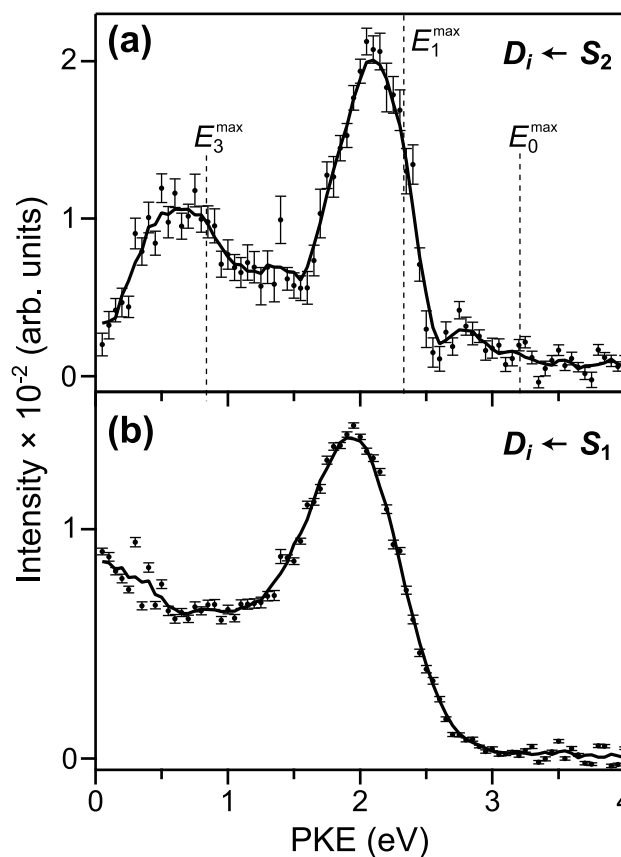 (a)
E₁ᵐᵃˣ
Dᵢ ← S₂
E₃ᵐᵃˣ
E₀ᵐᵃˣ
2
1
0
Intensity × 10⁻² (arb. units)
(b)
Dᵢ ← S₁
1
0
0 1 2 3 4
PKE (eV)